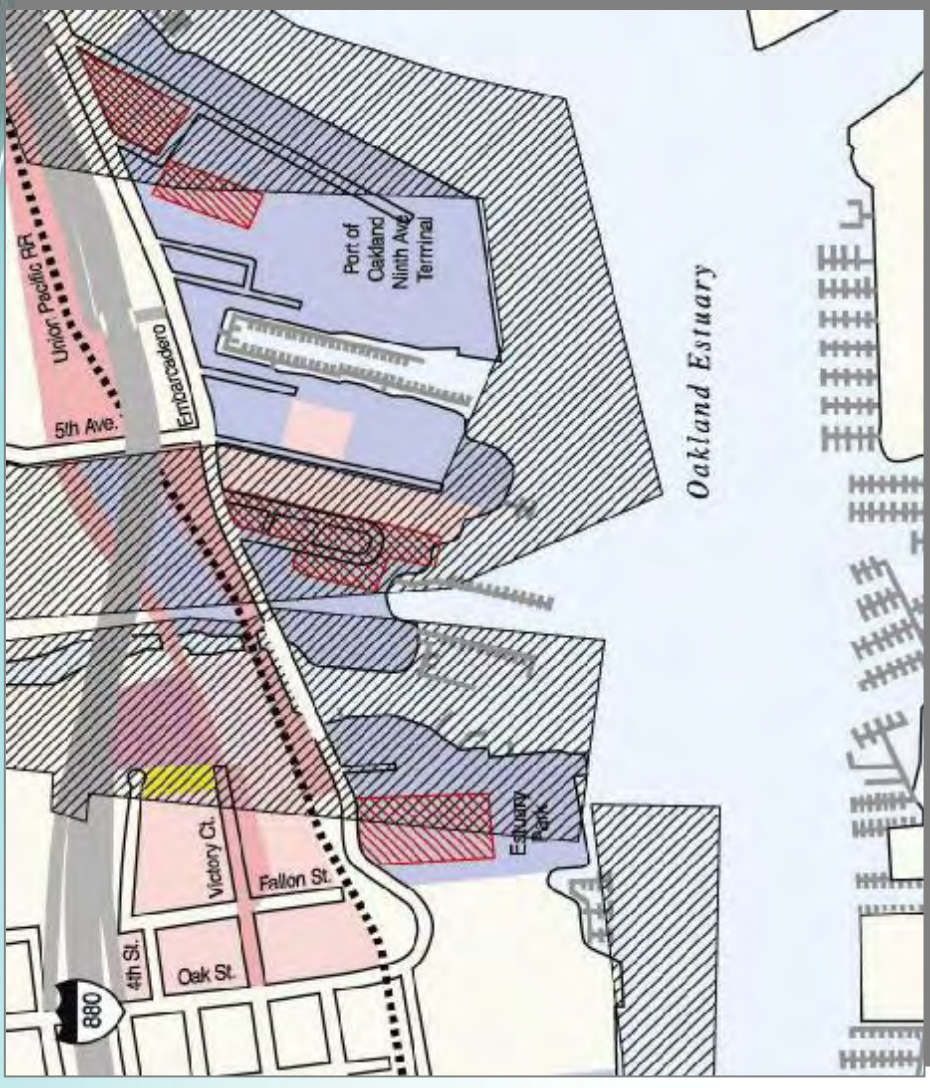 Port of
Oakland
Ninth Ave
Terminal
Union Pacific RR
Embarcadero
5th Ave.
Oakland Estuary
Estuary
Park
Victory Ct.
Fallon St.
4th St.
Oak St.
880